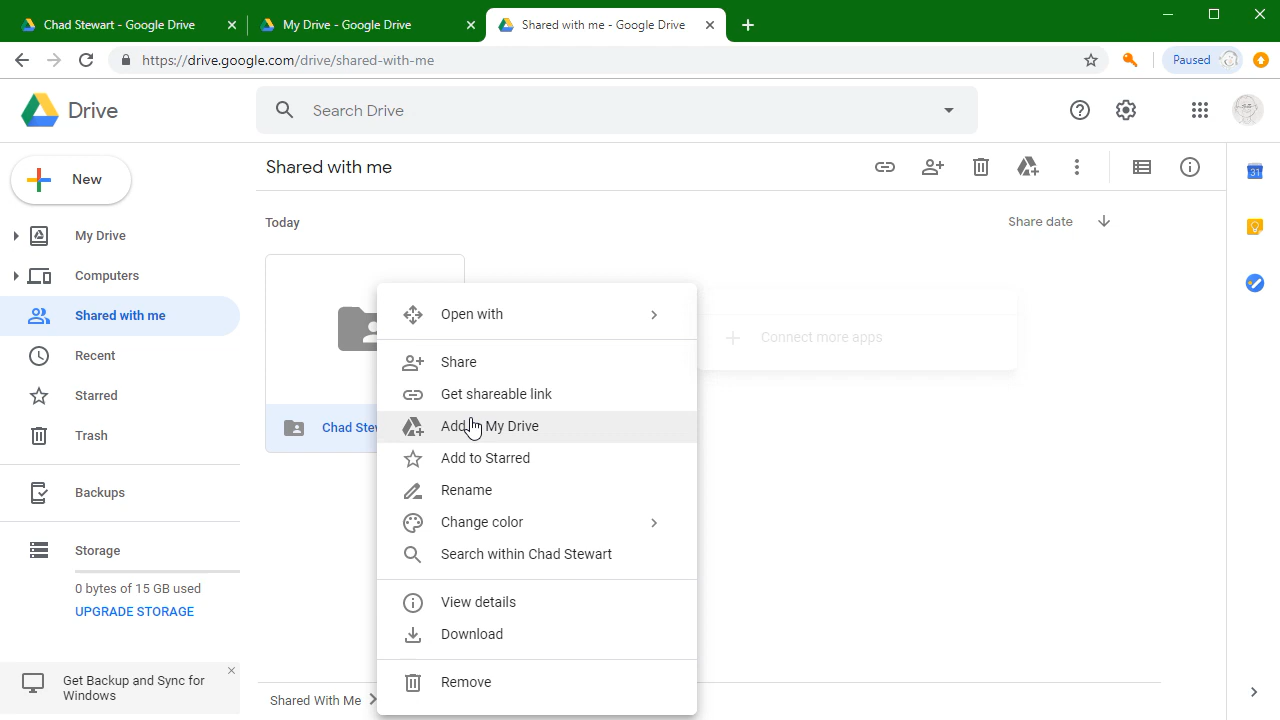 Chad Stewart - Google Drive
My Drive - Google Drive
Shared with me - Google Drive
https://drive.google.com/drive/shared-with-me
Paused
Drive
Search Drive
New
Shared with me
Today
Share date
My Drive
Computers
Shared with me
Recent
Starred
Trash
Backups
Storage
0 bytes of 15 GB used
UPGRADE STORAGE
Get Backup and Sync for
Windows
Chad Stew
Open with
Connect more apps
Share
Get shareable link
Add to My Drive
Add to Starred
Rename
Change color
Search within Chad Stewart
View details
Download
Remove
Shared With Me
31